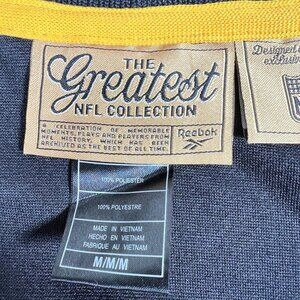 THE
Greatest
NFL COLLECTION
A CELEBRATION OF MEMORABLE
MOMENTS, PLAYS AND PLAYERS FROM
NFL HISTORY, WHICH HAS BEEN
ARCHIVED AS THE BEST OF ALL TIME.
Reebok
Designed
exclusiv
100% POLYESTER
100% POLYESTRE
MADE IN VIETNAM
HECHO EN VIETNAM
FABRIQUE AU VIETNAM
M/M/M